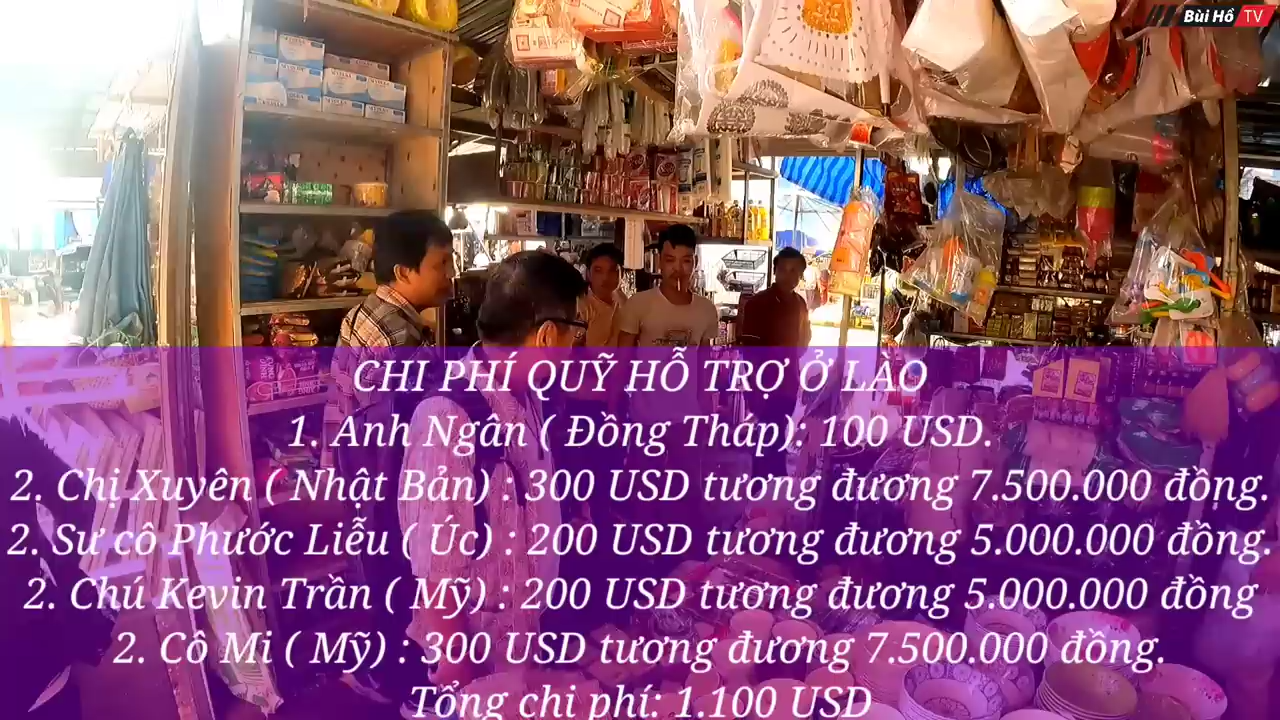 Bùi Hồ TV
CHI PHÍ QUỸ HỖ TRỢ Ở LÀO
1. Anh Ngân ( Đồng Tháp): 100 USD.
2. Chị Xuyên ( Nhật Bản) : 300 USD tương đương 7.500.000 đồng.
2. Sư cô Phước Liễu ( Úc) : 200 USD tương đương 5.000.000 đồng.
2. Chú Kevin Trần ( Mỹ) : 200 USD tương đương 5.000.000 đồng
2. Cô Mi ( Mỹ) : 300 USD tương đương 7.500.000 đồng.
Tổng chi phí: 1.100 USD